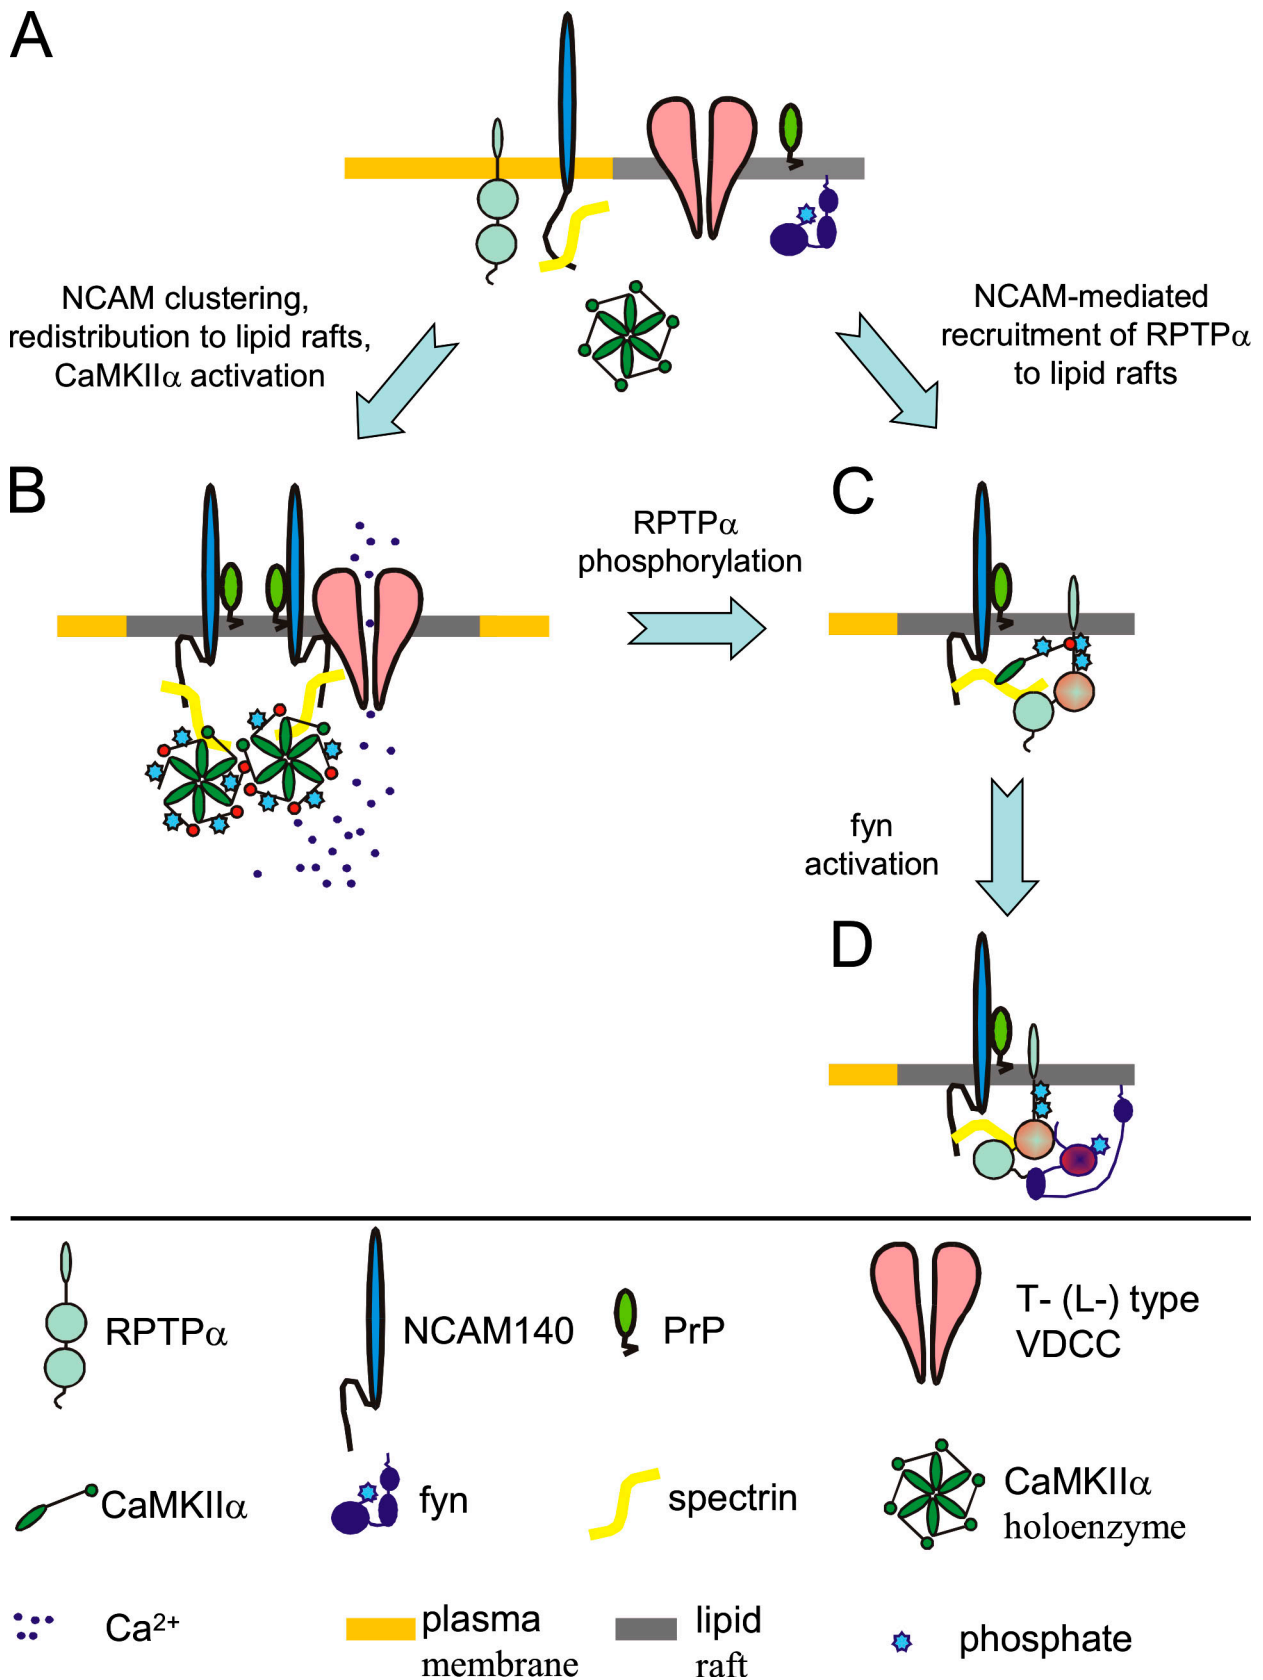 A
NCAM clustering,
redistribution to lipid rafts,
CaMKIIα activation
NCAM-mediated
recruitment of RPTPα
to lipid rafts
B
RPTPα
phosphorylation
C
fyn
activation
D
RPTPα
NCAM140
PrP
T- (L-) type
VDCC
CaMKIIα
fyn
spectrin
CaMKIIα
holoenzyme
Ca²⁺
plasma
membrane
lipid
raft
phosphate